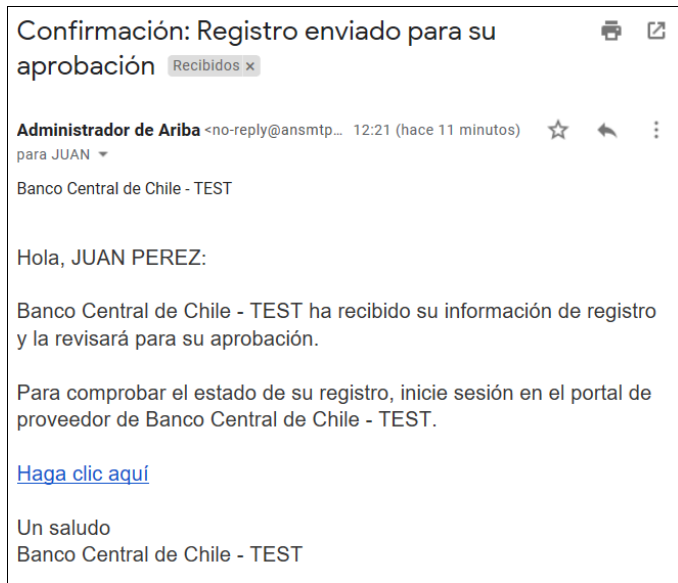 Confirmación: Registro enviado para su
aprobación Recibidos x
Administrador de Ariba <no-reply@ansmtp... 12:21 (hace 11 minutos)
para JUAN
Banco Central de Chile - TEST
Hola, JUAN PEREZ:
Banco Central de Chile - TEST ha recibido su información de registro
y la revisará para su aprobación.
Para comprobar el estado de su registro, inicie sesión en el portal de
proveedor de Banco Central de Chile - TEST.
Haga clic aquí
Un saludo
Banco Central de Chile - TEST